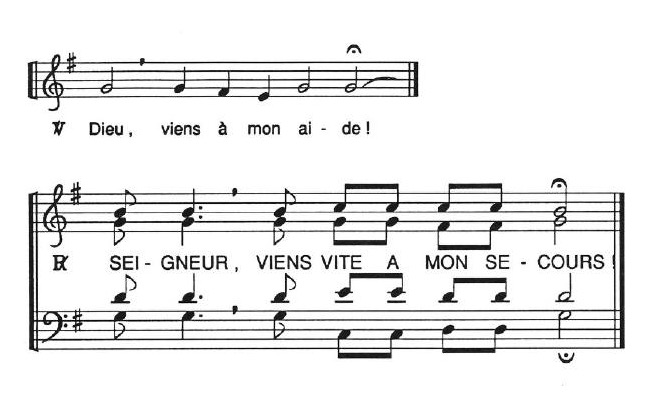 ℣ Dieu, viens à mon ai - de !
℟ SEI - GNEUR, VIENS VITE A MON SE - COURS !